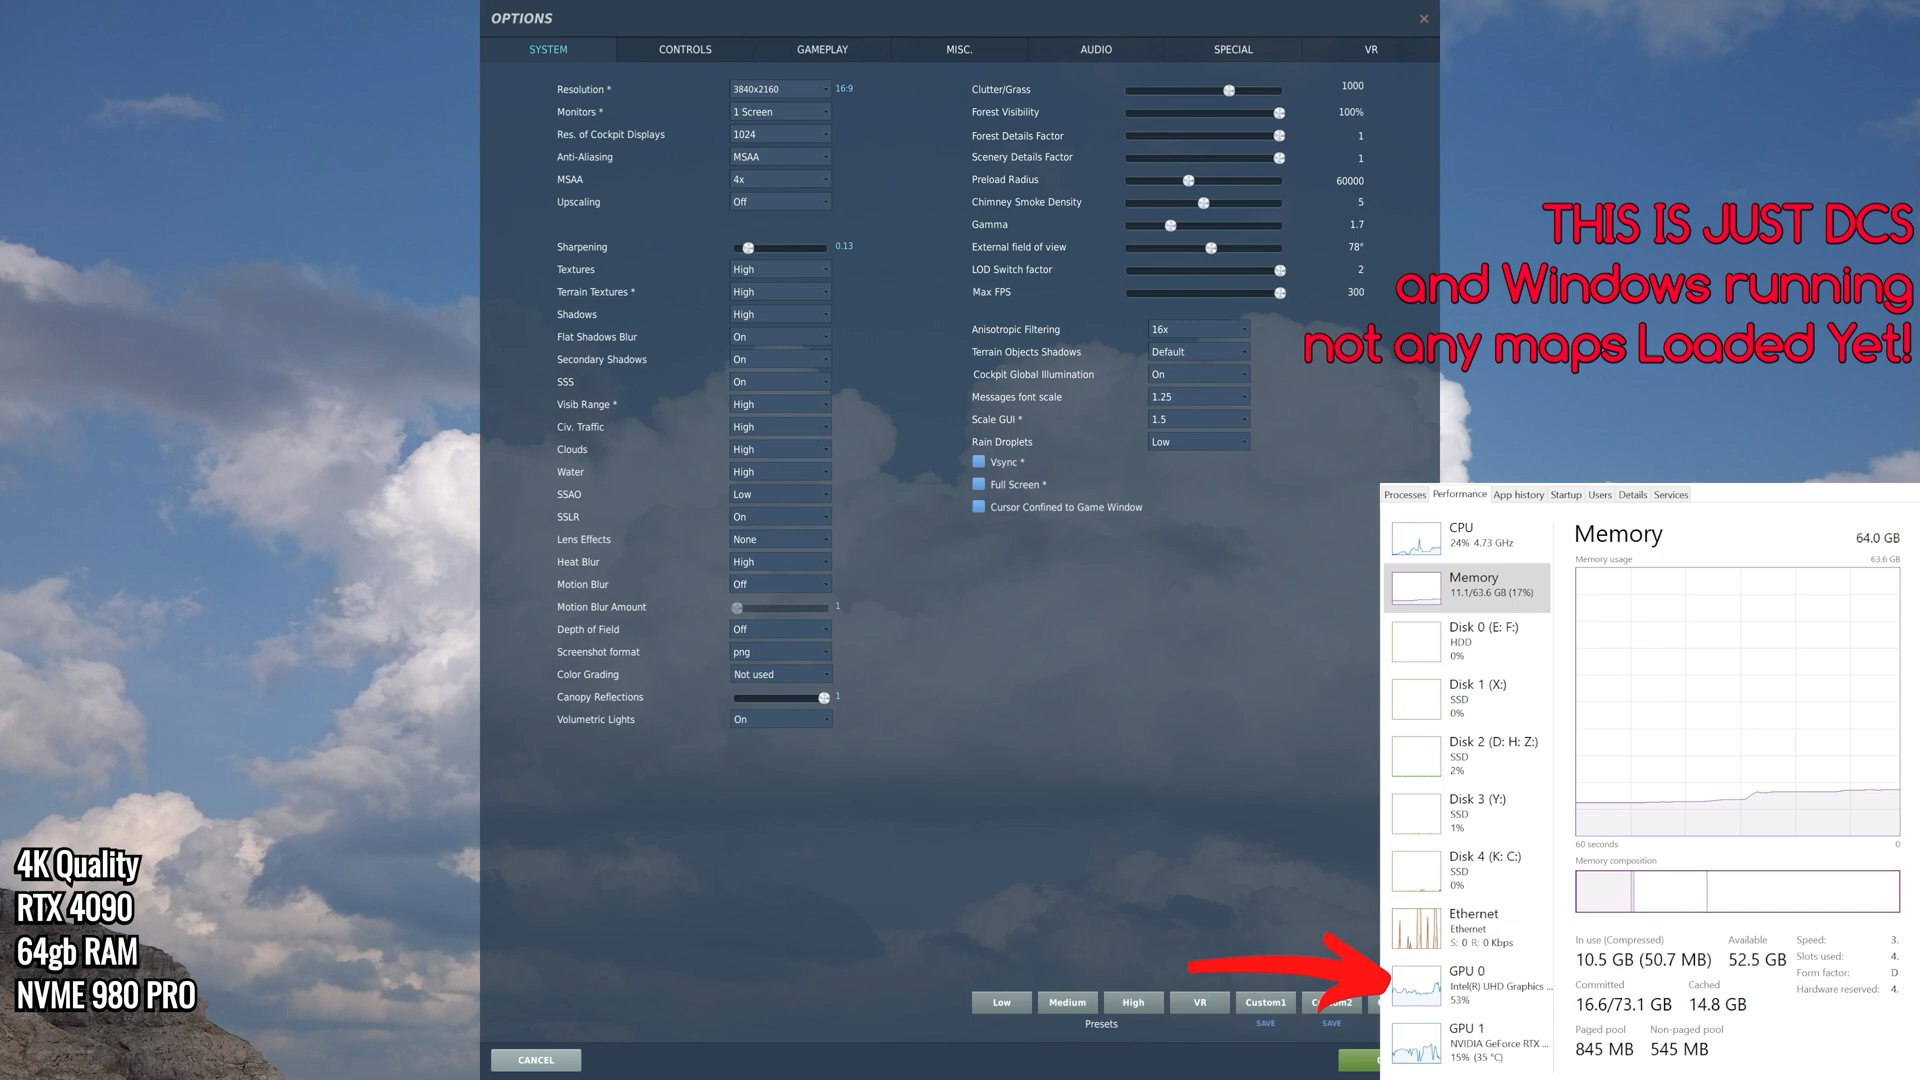 OPTIONS
SYSTEM CONTROLS GAMEPLAY MISC. AUDIO SPECIAL VR
Resolution * 3840x2160 16:9
Monitors * 1 Screen
Res. of Cockpit Displays 1024
Anti-Aliasing MSAA
MSAA 4x
Upscaling Off
Sharpening 0.13
Textures High
Terrain Textures * High
Shadows High
Flat Shadows Blur On
Secondary Shadows On
SSS On
Visib Range * High
Civ. Traffic High
Clouds High
Water High
SSAO Low
SSLR On
Lens Effects None
Heat Blur High
Motion Blur Off
Motion Blur Amount 1
Depth of Field Off
Screenshot format png
Color Grading Not used
Canopy Reflections 1
Volumetric Lights On
Clutter/Grass 1000
Forest Visibility 100%
Forest Details Factor 1
Scenery Details Factor 1
Preload Radius 60000
Chimney Smoke Density 5
Gamma 1.7
External field of view 78°
LOD Switch factor 2
Max FPS 300
Anisotropic Filtering 16x
Terrain Objects Shadows Default
Cockpit Global Illumination On
Messages font scale 1.25
Scale GUI * 1.5
Rain Droplets Low
Vsync *
Full Screen *
Cursor Confined to Game Window
Low Medium High VR Custom1
Presets SAVE SAVE
CANCEL
THIS IS JUST DCS
and Windows running
not any maps Loaded Yet!
4K Quality
RTX 4090
64gb RAM
NVME 980 PRO
Processes Performance App history Startup Users Details Services
CPU
24% 4.73 GHz
Memory
11.1/63.6 GB (17%)
Disk 0 (E: F:)
HDD
0%
Disk 1 (X:)
SSD
0%
Disk 2 (D: H: Z:)
SSD
2%
Disk 3 (Y:)
SSD
1%
Disk 4 (K: C:)
SSD
0%
Ethernet
Ethernet
S: 0 R: 0 Kbps
GPU 0
Intel(R) UHD Graphics ...
53%
GPU 1
NVIDIA GeForce RTX ...
15% (35 °C)
Memory 64.0 GB
Memory usage 63.6 GB
60 seconds 0
Memory composition
In use (Compressed) Available
10.5 GB (50.7 MB) 52.5 GB
Committed Cached
16.6/73.1 GB 14.8 GB
Paged pool Non-paged pool
845 MB 545 MB
Speed: 3.
Slots used: 4.
Form factor: D
Hardware reserved: 4.